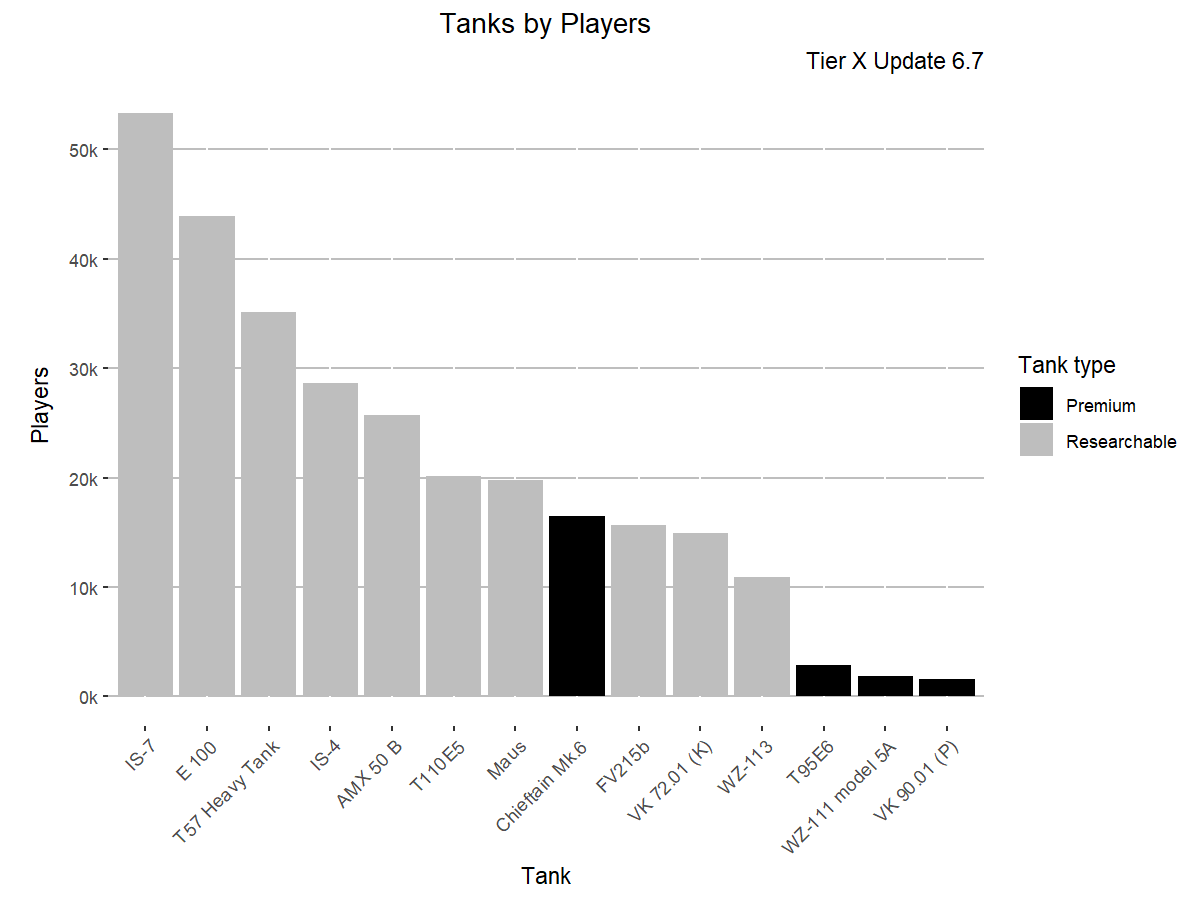 Tanks by Players
Tier X Update 6.7
Players
50k
40k
30k
20k
10k
0k
IS-7
E 100
T57 Heavy Tank
IS-4
AMX 50 B
T110E5
Maus
Chieftain Mk.6
FV215b
VK 72.01 (K)
WZ-113
T95E6
WZ-111 model 5A
VK 90.01 (P)
Tank
Tank type
Premium
Researchable